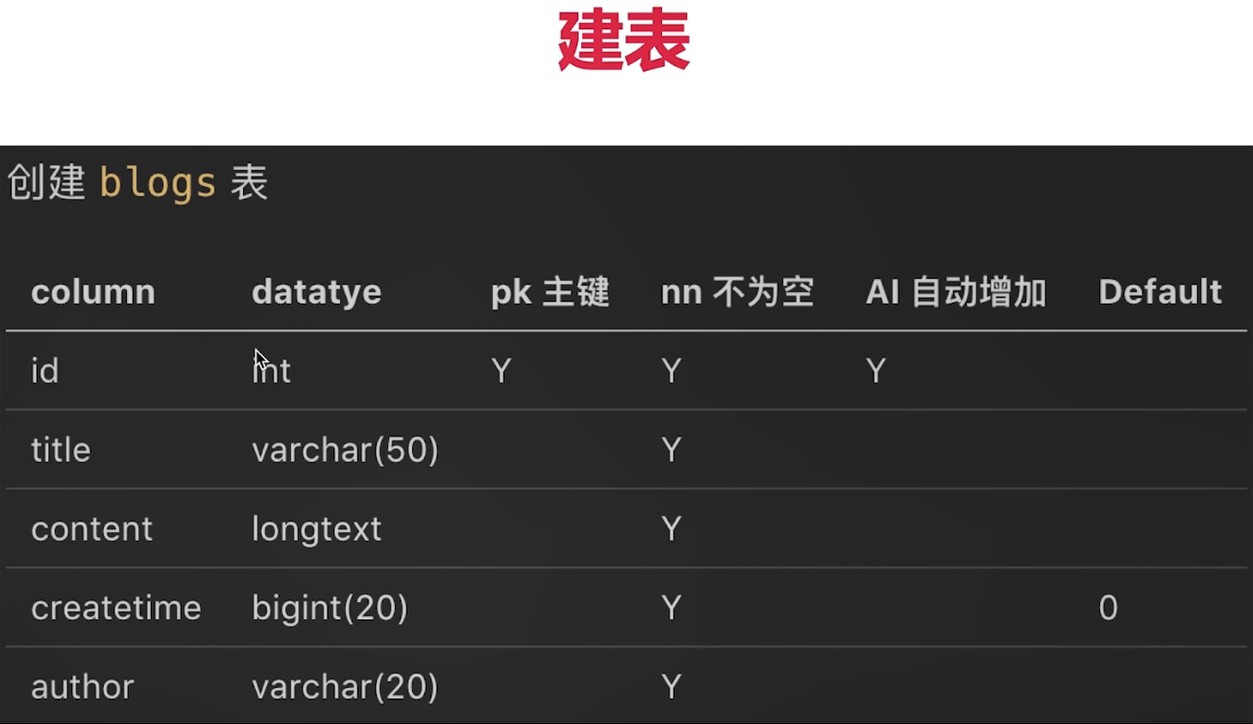 建表
创建 blogs 表
column datatye pk 主键 nn 不为空 AI 自动增加 Default
id int Y Y Y
title varchar(50) Y
content longtext Y
createtime bigint(20) Y 0
author varchar(20) Y